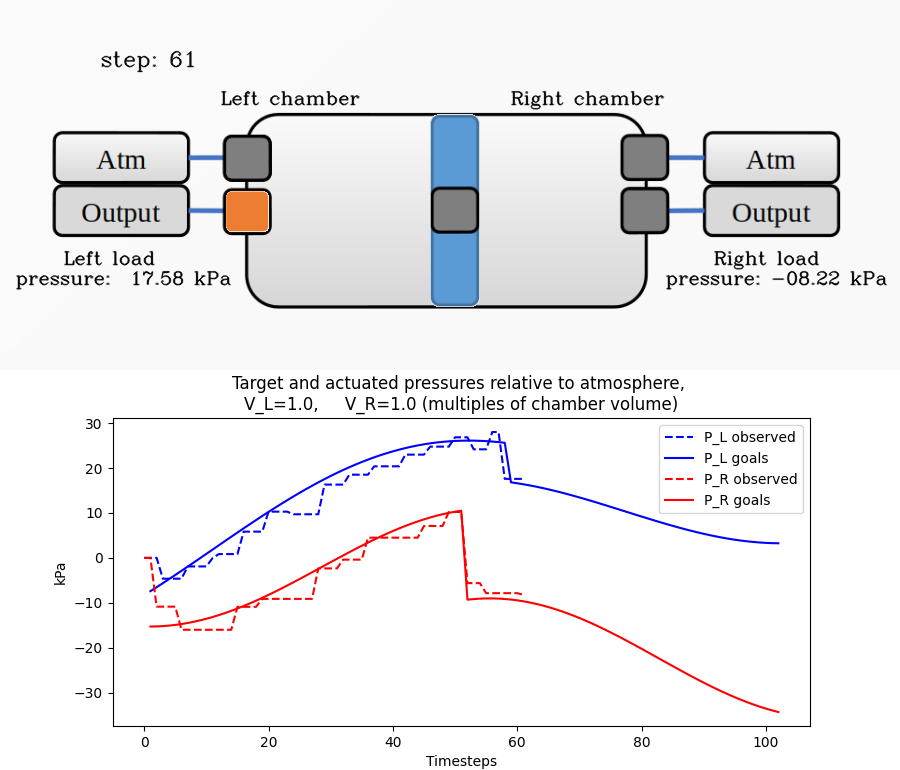 step: 61
Left chamber
Right chamber
Atm
Atm
Output
Output
Left load
pressure: 17.58 kPa
Right load
pressure: −08.22 kPa
Target and actuated pressures relative to atmosphere,
V_L=1.0, V_R=1.0 (multiples of chamber volume)
30
20
10
0
−10
−20
−30
kPa
P_L observed
P_L goals
P_R observed
P_R goals
0 20 40 60 80 100
Timesteps